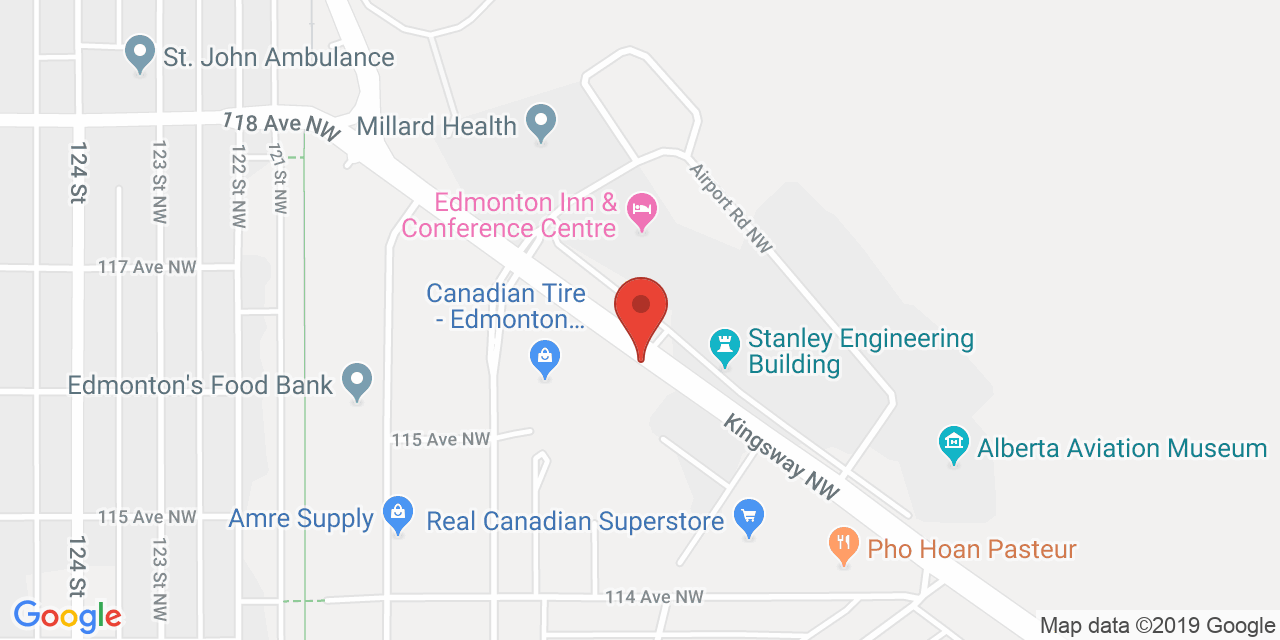 St. John Ambulance
118 Ave NW
Millard Health
124 St
123 St NW
122 St NW
121 St NW
Airport Rd NW
Edmonton Inn &
Conference Centre
117 Ave NW
Canadian Tire
- Edmonton...
Stanley Engineering
Building
Edmonton's Food Bank
115 Ave NW
Kingsway NW
Alberta Aviation Museum
115 Ave NW
Amre Supply
Real Canadian Superstore
Pho Hoan Pasteur
124 St
123 St NW
114 Ave NW
Google
Map data ©2019 Google